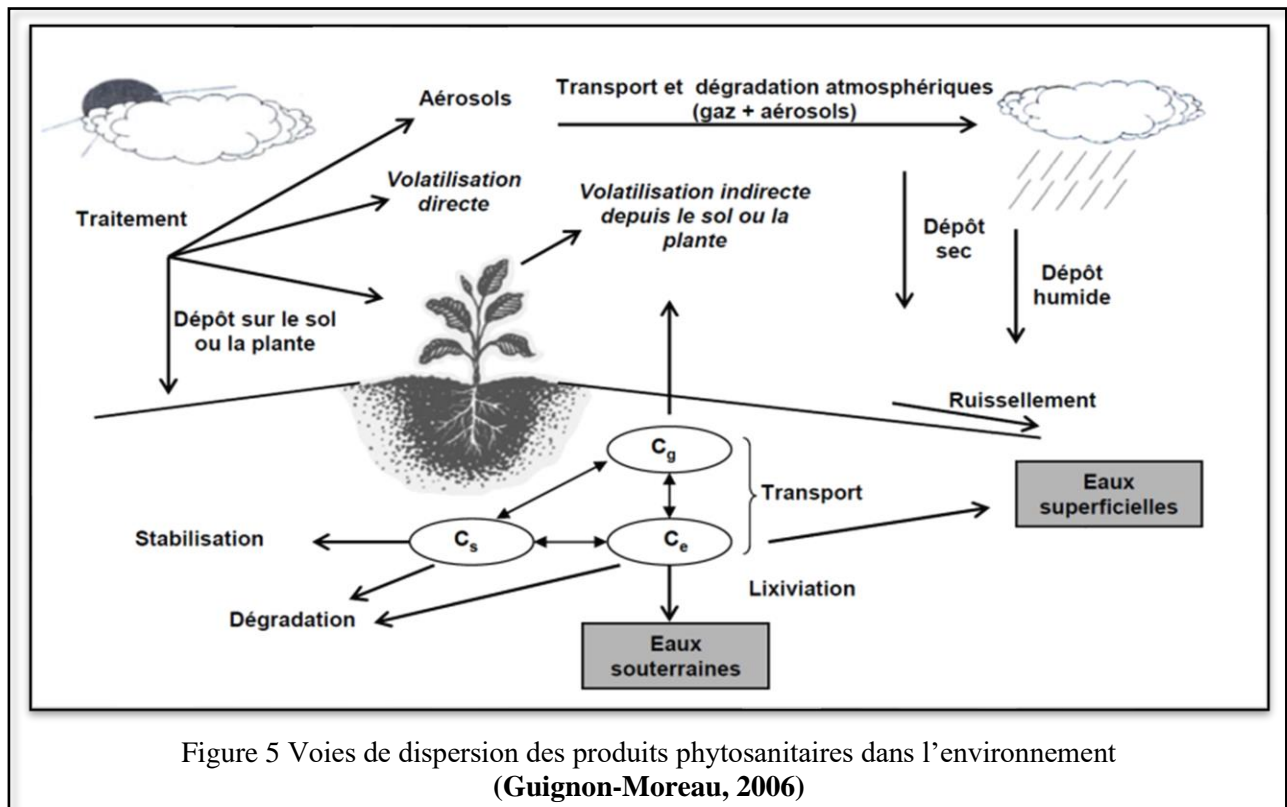 Aérosols
Transport et dégradation atmosphériques
(gaz + aérosols)
Volatilisation
directe
Volatilisation indirecte
depuis le sol ou la
plante
Traitement
Dépôt
sec
Dépôt
humide
Dépôt sur le sol
ou la plante
Ruissellement
Cg
Transport
Eaux
superficielles
Stabilisation
Cs
Ce
Lixiviation
Dégradation
Eaux
souterraines
Figure 5 Voies de dispersion des produits phytosanitaires dans l’environnement
(Guignon-Moreau, 2006)